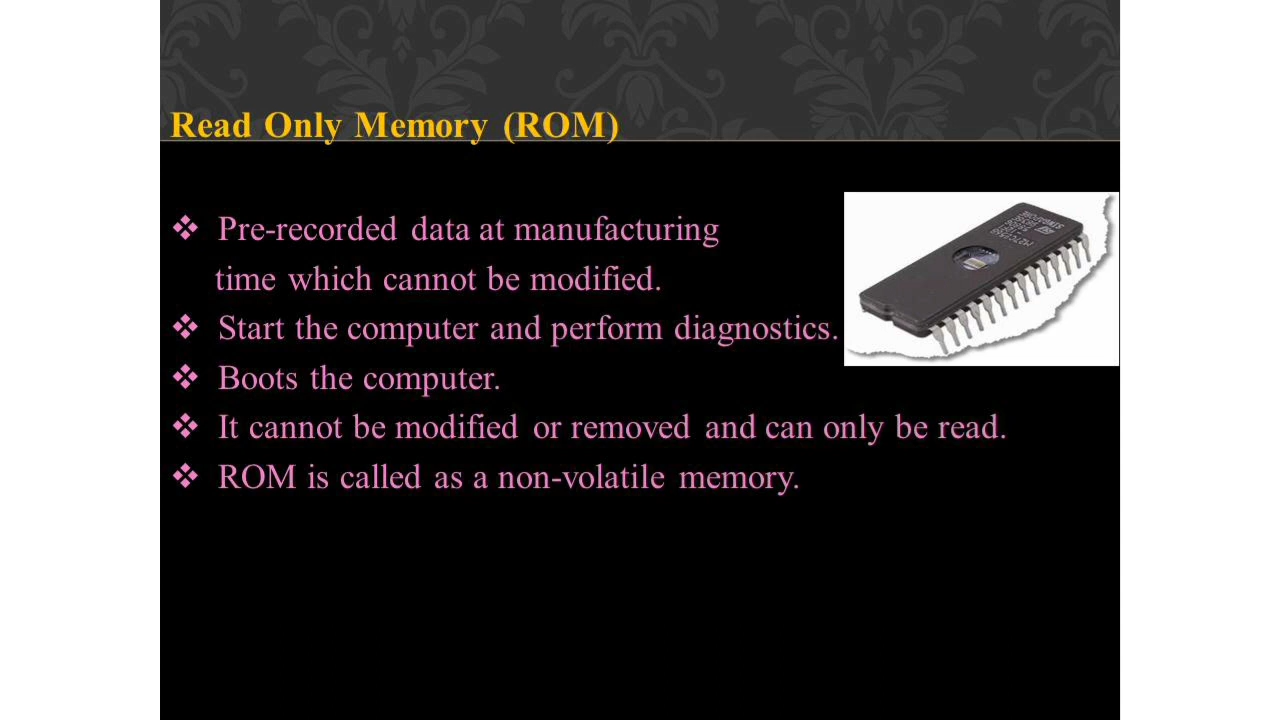 Read Only Memory (ROM)
❖ Pre-recorded data at manufacturing
time which cannot be modified.
❖ Start the computer and perform diagnostics.
❖ Boots the computer.
❖ It cannot be modified or removed and can only be read.
❖ ROM is called as a non-volatile memory.